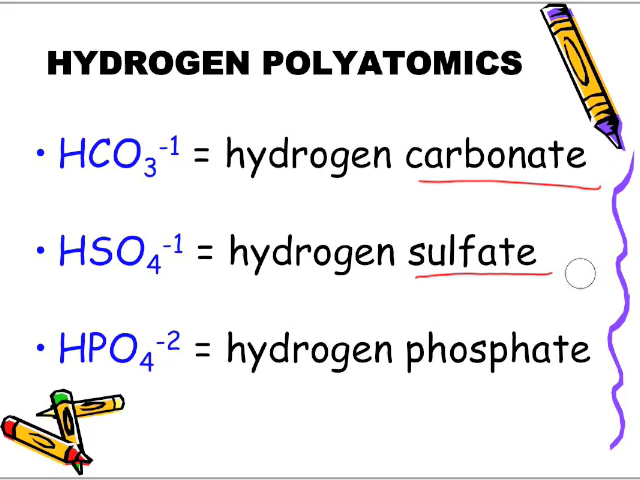 HYDROGEN POLYATOMICS
• HCO₃⁻¹ = hydrogen carbonate
• HSO₄⁻¹ = hydrogen sulfate
• HPO₄⁻² = hydrogen phosphate